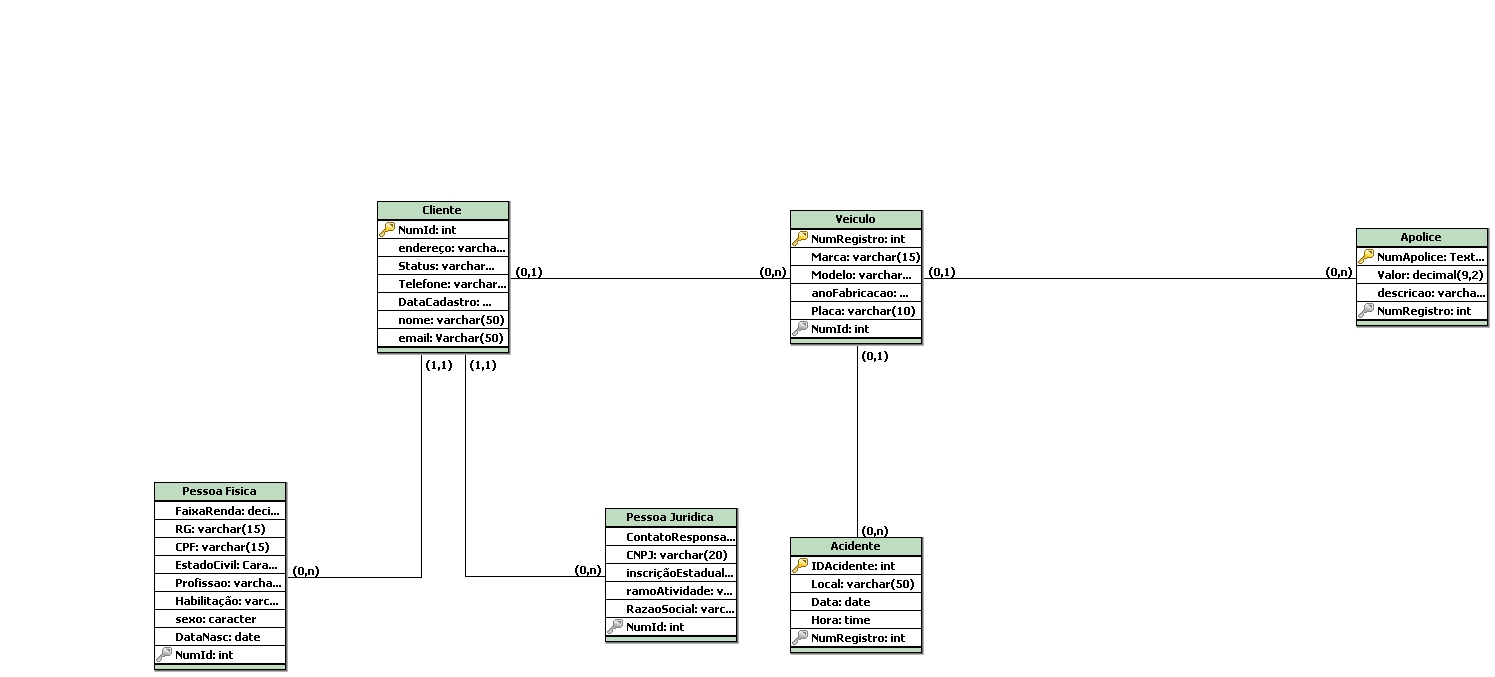 Cliente
NumId: int
endereço: varcha...
Status: varchar...
Telefone: varchar...
DataCadastro: ...
nome: varchar(50)
email: Varchar(50)
(0,1)
(0,n)
(1,1)
(1,1)
Veiculo
NumRegistro: int
Marca: varchar(15)
Modelo: varchar...
anoFabricacao: ...
Placa: varchar(10)
NumId: int
(0,1)
(0,n)
(0,1)
(0,n)
Apolice
NumApolice: Text...
Valor: decimal(9,2)
descricao: varcha...
NumRegistro: int
Pessoa Fisica
FaixaRenda: deci...
RG: varchar(15)
CPF: varchar(15)
EstadoCivil: Cara...
Profissao: varcha...
Habilitação: varc...
sexo: caracter
DataNasc: date
NumId: int
(0,n)
Pessoa Juridica
ContatoResponsa...
CNPJ: varchar(20)
inscriçãoEstadual...
ramoAtividade: v...
RazaoSocial: varc...
NumId: int
(0,n)
Acidente
IDAcidente: int
Local: varchar(50)
Data: date
Hora: time
NumRegistro: int